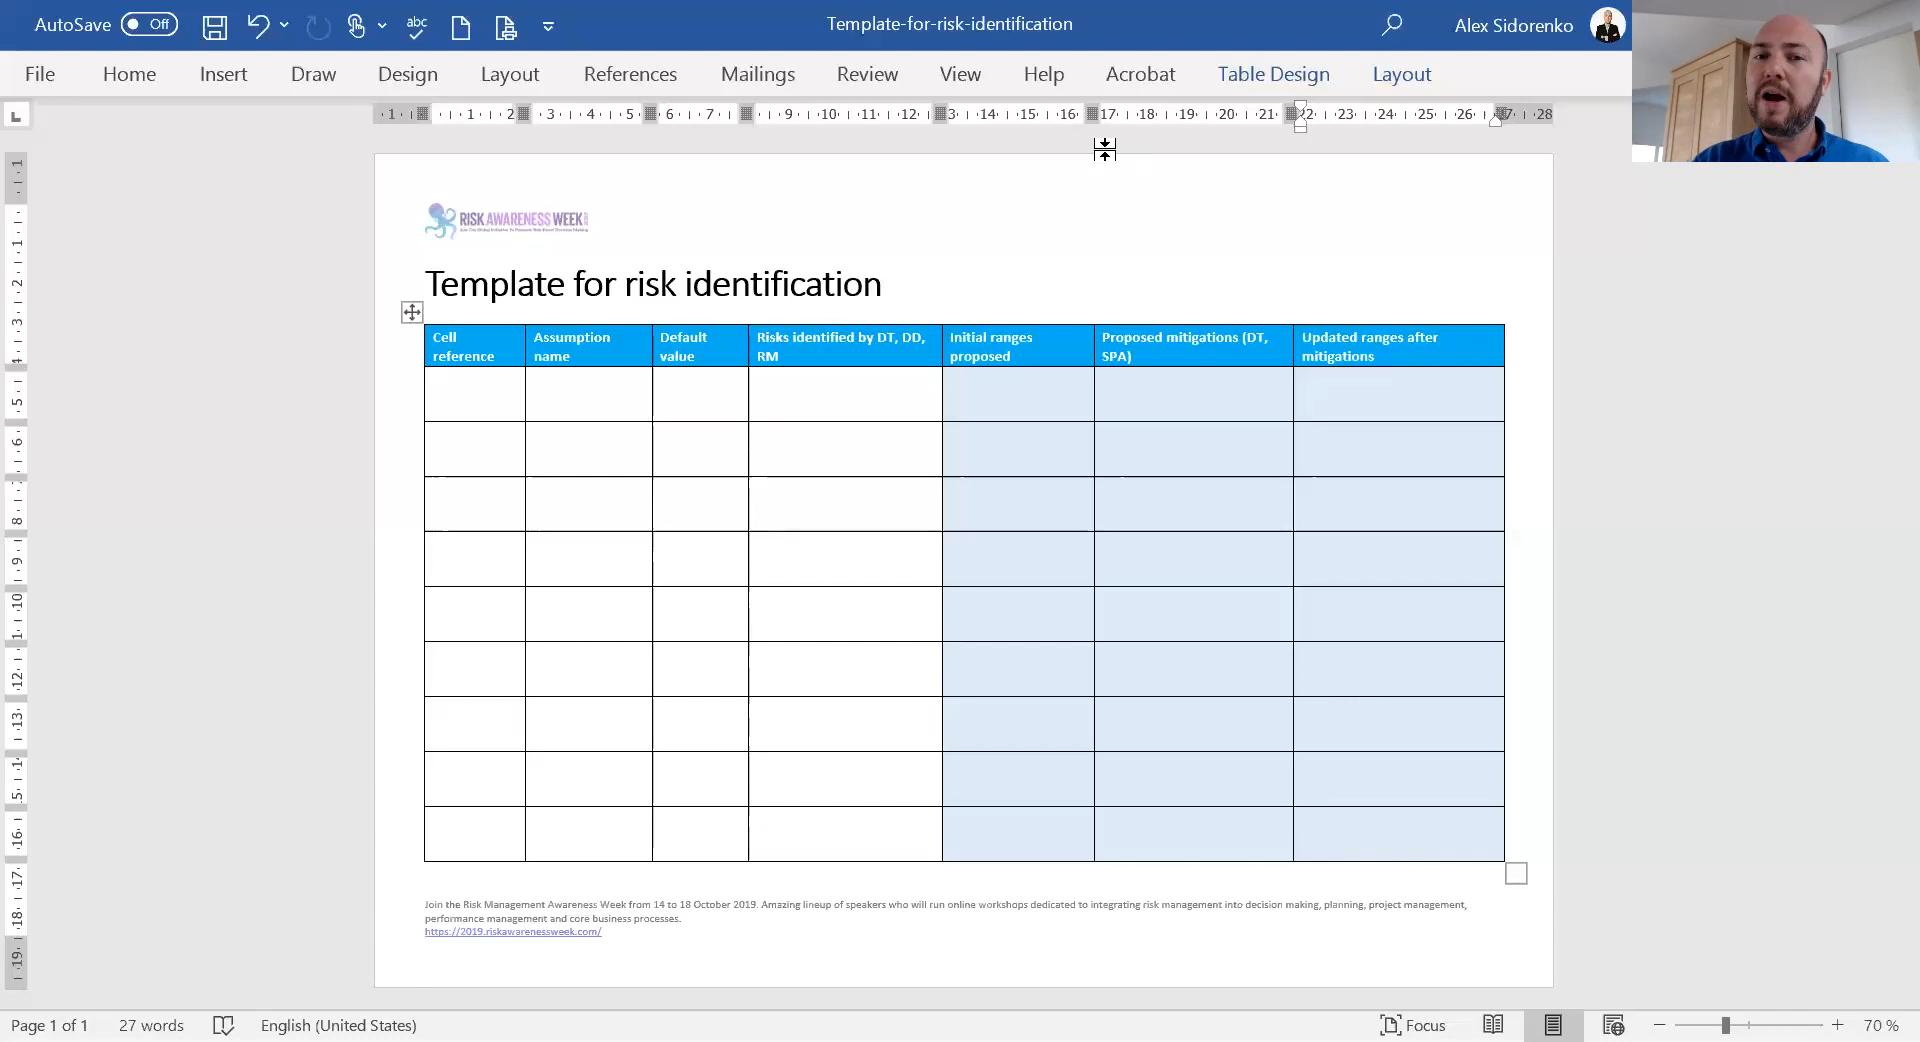 AutoSave Off
abc
Template-for-risk-identification
Alex Sidorenko
File Home Insert Draw Design Layout References Mailings Review View Help Acrobat Table Design Layout
RISK AWARENESS WEEK
Template for risk identification
Cell reference
Assumption name
Default value
Risks identified by DT, DD, RM
Initial ranges proposed
Proposed mitigations (DT, SPA)
Updated ranges after mitigations
Join the Risk Management Awareness Week from 14 to 18 October 2019. Amazing lineup of speakers who will run online workshops dedicated to integrating risk management into decision making, planning, project management,
performance management and core business processes.
https://2019.riskawarenessweek.com/
Page 1 of 1 27 words English (United States) Focus 70 %